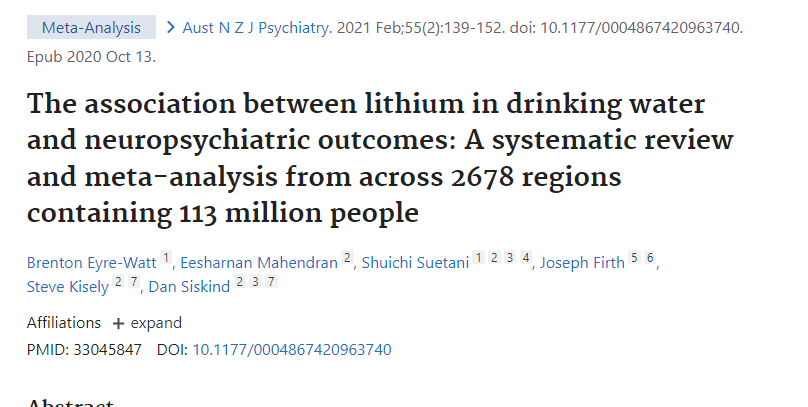 Meta-Analysis > Aust N Z J Psychiatry. 2021 Feb;55(2):139-152. doi: 10.1177/0004867420963740.
Epub 2020 Oct 13.
The association between lithium in drinking water
and neuropsychiatric outcomes: A systematic review
and meta-analysis from across 2678 regions
containing 113 million people
Brenton Eyre-Watt 1, Eesharnan Mahendran 2, Shuichi Suetani 1 2 3 4, Joseph Firth 5 6,
Steve Kisely 2 7, Dan Siskind 2 3 7
Affiliations + expand
PMID: 33045847 DOI: 10.1177/0004867420963740
Abstract